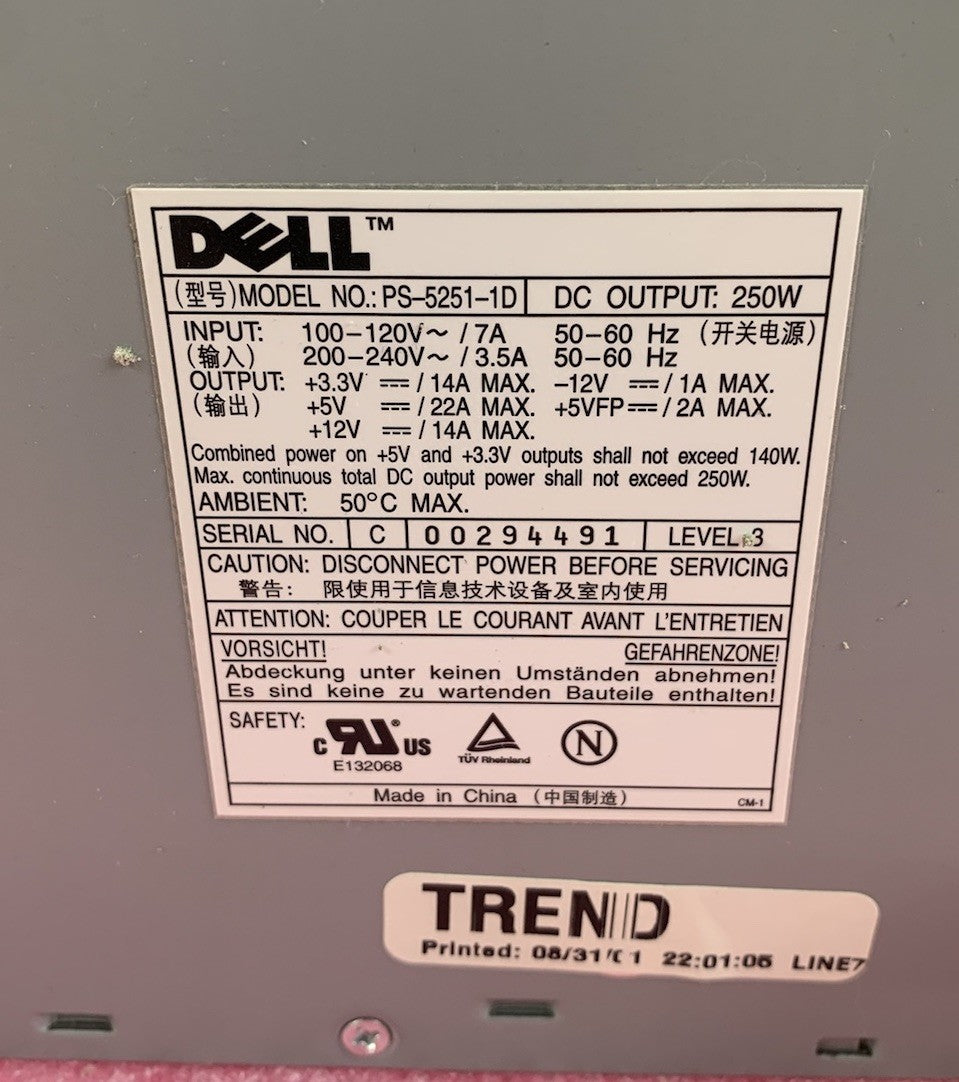 DELL™
(型号)MODEL NO.: PS-5251-1D DC OUTPUT: 250W
INPUT: 100-120V~ / 7A 50-60 Hz (开关电源)
(输入) 200-240V~ / 3.5A 50-60 Hz
OUTPUT: +3.3V ⎓ / 14A MAX. -12V ⎓ / 1A MAX.
(输出) +5V ⎓ / 22A MAX. +5VFP ⎓ / 2A MAX.
+12V ⎓ / 14A MAX.
Combined power on +5V and +3.3V outputs shall not exceed 140W.
Max. continuous total DC output power shall not exceed 250W.
AMBIENT: 50°C MAX.
SERIAL NO. C 00294491 LEVEL 3
CAUTION: DISCONNECT POWER BEFORE SERVICING
警告: 限使用于信息技术设备及室内使用
ATTENTION: COUPER LE COURANT AVANT L'ENTRETIEN
VORSICHT! GEFAHRENZONE!
Abdeckung unter keinen Umständen abnehmen!
Es sind keine zu wartenden Bauteile enthalten!
SAFETY: C RU® US TÜV Rheinland N
E132068
Made in China (中国制造) CM-1
TREND
Printed: 08/31/01 22:01:05 LINE7